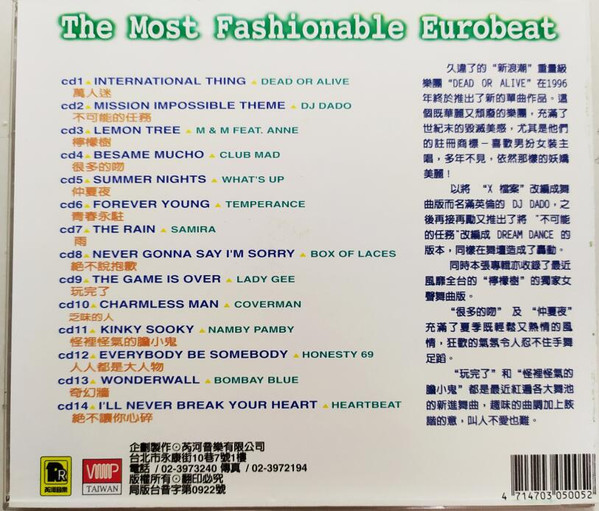 The Most Fashionable Eurobeat
cd1 ▲ INTERNATIONAL THING ▲ DEAD OR ALIVE
萬人迷
cd2 ▲ MISSION IMPOSSIBLE THEME ▲ DJ DADO
不可能的任務
cd3 ▲ LEMON TREE ▲ M & M FEAT. ANNE
檸檬樹
cd4 ▲ BESAME MUCHO ▲ CLUB MAD
很多的吻
cd5 ▲ SUMMER NIGHTS ▲ WHAT'S UP
仲夏夜
cd6 ▲ FOREVER YOUNG ▲ TEMPERANCE
青春永駐
cd7 ▲ THE RAIN ▲ SAMIRA
雨
cd8 ▲ NEVER GONNA SAY I'M SORRY ▲ BOX OF LACES
絕不說抱歉
cd9 ▲ THE GAME IS OVER ▲ LADY GEE
玩完了
cd10 ▲ CHARMLESS MAN ▲ COVERMAN
乏味的人
cd11 ▲ KINKY SOOKY ▲ NAMBY PAMBY
怪裡怪氣的膽小鬼
cd12 ▲ EVERYBODY BE SOMEBODY ▲ HONESTY 69
人人都是大人物
cd13 ▲ WONDERWALL ▲ BOMBAY BLUE
奇幻牆
cd14 ▲ I'LL NEVER BREAK YOUR HEART ▲ HEARTBEAT
絕不讓你心碎
久違了的“新浪潮”重量級
樂團“DEAD OR ALIVE”在1996
年終於推出了新的單曲作品。這
個既華麗又頹廢的樂團，充滿了
世紀末的毀滅美感，尤其是他們
的註冊商標－喜歡男扮女裝主
唱，多年不見，依然那樣的妖嬌
美麗！
以將 “X 檔案”改編成舞
曲版而名滿英倫的 DJ DADO，之
後再接再勵又推出了將 “不可能
的任務”改編成 DREAM DANCE 的
版本，同樣在舞壇造成了轟動。
同時本張專輯亦收錄了最近
風靡全台的“檸檬樹”的獨家女
聲舞曲版。
“很多的吻” 及 “仲夏夜”
充滿了夏季既輕鬆又熱情的風
情，狂歡的氣氛令人忍不住手舞
足蹈。
“玩完了” 和 “怪裡怪氣的
膽小鬼” 都是最近紅遍各大舞池
的新進舞曲，趣味的曲調加上詼
諧的意，叫人不愛也難。
企劃製作⊙芮河音樂有限公司
台北市永康街10巷7號1樓
電話 / 02-3973240 傳真 / 02-3972194
版權所有⊙翻印必究
局版台音字第0922號
R
芮河音樂
VMP
TAIWAN
4 714703 050052